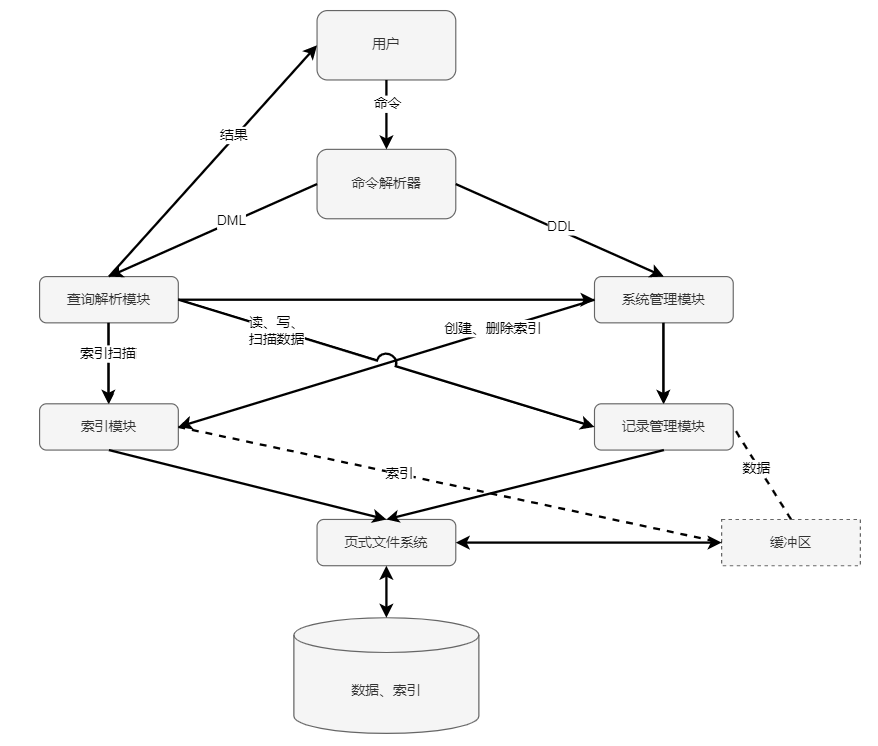 用户
命令
结果
命令解析器
DML
DDL
查询解析模块
系统管理模块
读、写、
扫描数据
创建、删除索引
索引扫描
索引模块
记录管理模块
索引
数据
页式文件系统
缓冲区
数据、索引